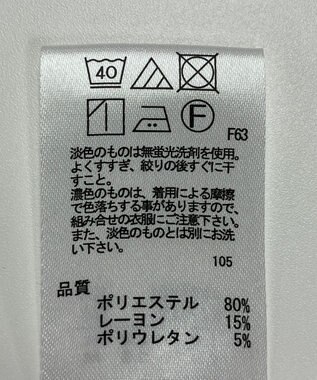 40
F
F63
淡色のものは無蛍光洗剤を使用。
よくすすぎ、絞りの後すぐに干
すこと。
濃色のものは、着用による摩擦
で色落ちする事がありますので、
組み合せの衣服にご注意下さい。
また、淡色のものとは別にお洗
い下さい。
105
品質
ポリエステル 80%
レーヨン 15%
ポリウレタン 5%